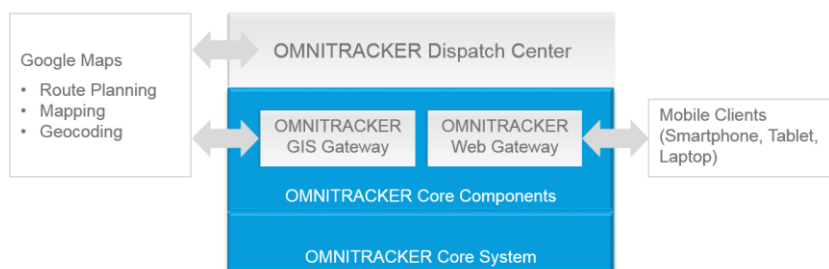 Google Maps
• Route Planning
• Mapping
• Geocoding
OMNITRACKER Dispatch Center
OMNITRACKER
GIS Gateway
OMNITRACKER
Web Gateway
OMNITRACKER Core Components
OMNITRACKER Core System
Mobile Clients
(Smartphone, Tablet,
Laptop)